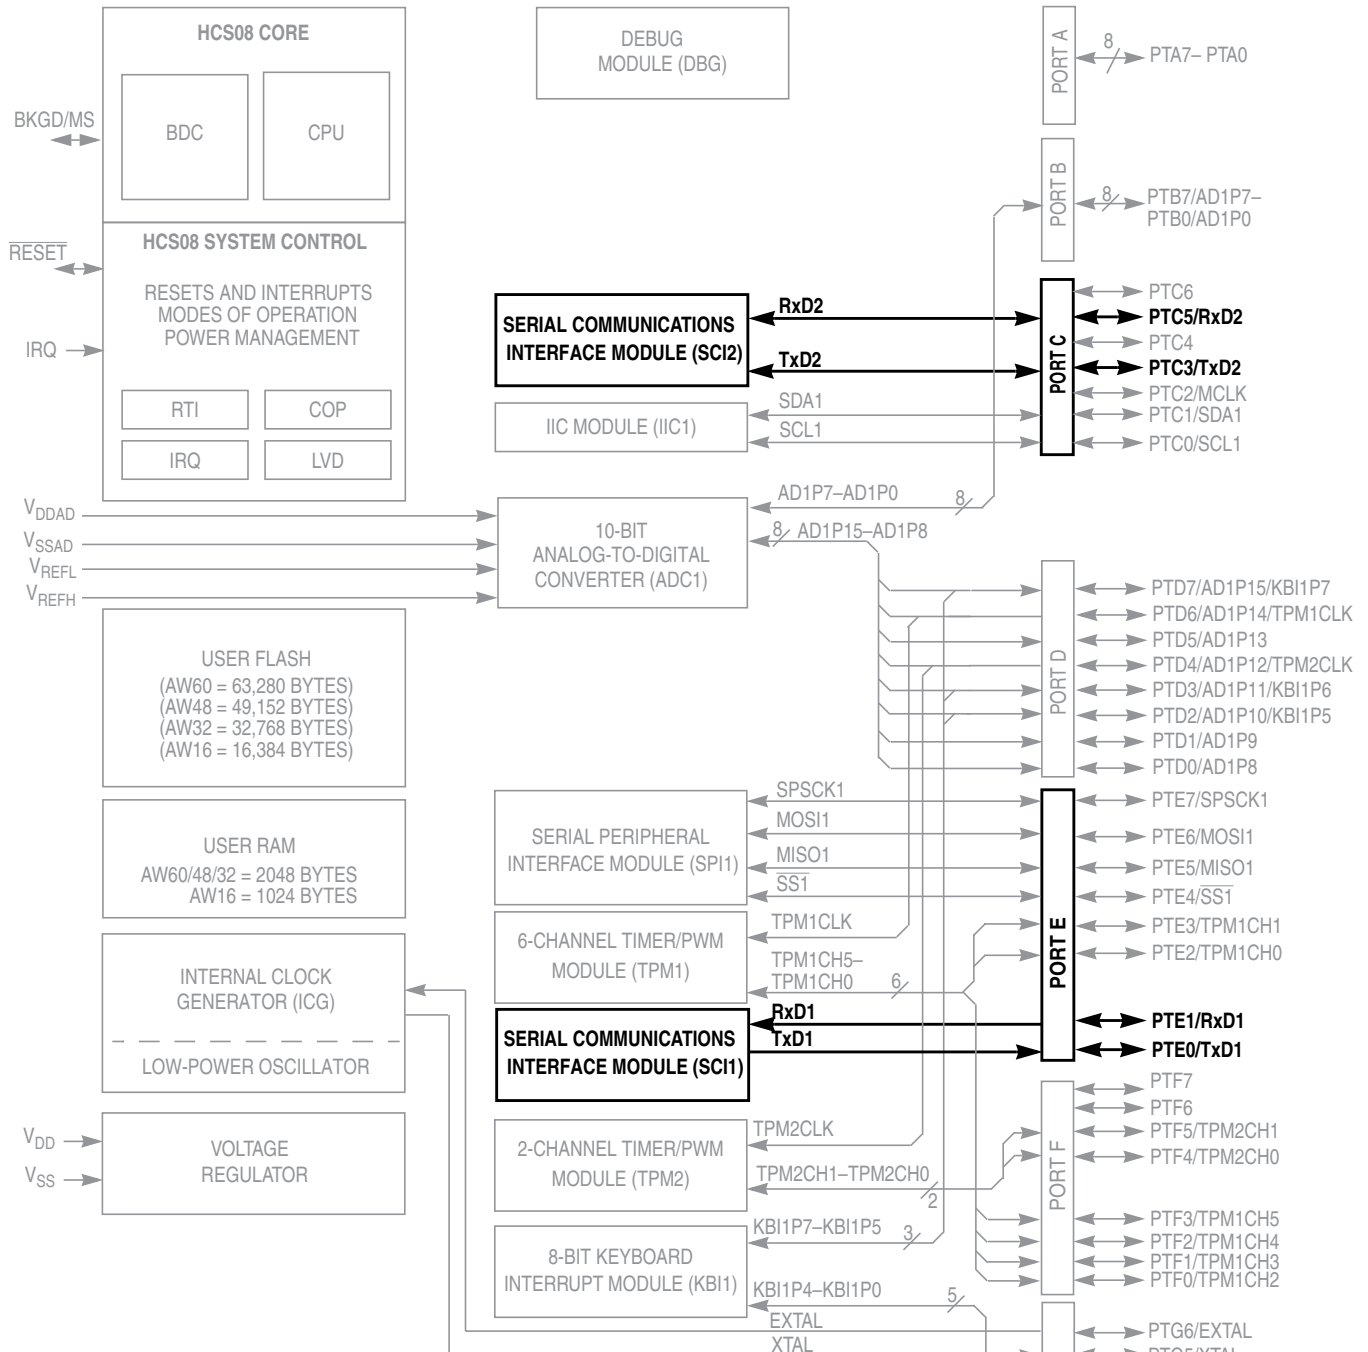 HCS08 CORE
BDC
CPU
BKGD/MS
HCS08 SYSTEM CONTROL
RESET
RESETS AND INTERRUPTS
MODES OF OPERATION
POWER MANAGEMENT
IRQ
RTI
COP
IRQ
LVD
VDDAD
VSSAD
VREFL
VREFH
USER FLASH
(AW60 = 63,280 BYTES)
(AW48 = 49,152 BYTES)
(AW32 = 32,768 BYTES)
(AW16 = 16,384 BYTES)
USER RAM
AW60/48/32 = 2048 BYTES
AW16 = 1024 BYTES
INTERNAL CLOCK
GENERATOR (ICG)
LOW-POWER OSCILLATOR
VDD
VSS
VOLTAGE
REGULATOR
DEBUG
MODULE (DBG)
SERIAL COMMUNICATIONS
INTERFACE MODULE (SCI2)
RxD2
TxD2
IIC MODULE (IIC1)
SDA1
SCL1
10-BIT
ANALOG-TO-DIGITAL
CONVERTER (ADC1)
AD1P7–AD1P0
8
8
AD1P15–AD1P8
SERIAL PERIPHERAL
INTERFACE MODULE (SPI1)
SPSCK1
MOSI1
MISO1
SS1
6-CHANNEL TIMER/PWM
MODULE (TPM1)
TPM1CLK
TPM1CH5–
TPM1CH0
6
SERIAL COMMUNICATIONS
INTERFACE MODULE (SCI1)
RxD1
TxD1
2-CHANNEL TIMER/PWM
MODULE (TPM2)
TPM2CLK
TPM2CH1–TPM2CH0
2
8-BIT KEYBOARD
INTERRUPT MODULE (KBI1)
KBI1P7–KBI1P5
3
KBI1P4–KBI1P0
5
EXTAL
XTAL
PORT A
8
PTA7– PTA0
PORT B
8
PTB7/AD1P7–
PTB0/AD1P0
PORT C
PTC6
PTC5/RxD2
PTC4
PTC3/TxD2
PTC2/MCLK
PTC1/SDA1
PTC0/SCL1
PORT D
PTD7/AD1P15/KBI1P7
PTD6/AD1P14/TPM1CLK
PTD5/AD1P13
PTD4/AD1P12/TPM2CLK
PTD3/AD1P11/KBI1P6
PTD2/AD1P10/KBI1P5
PTD1/AD1P9
PTD0/AD1P8
PORT E
PTE7/SPSCK1
PTE6/MOSI1
PTE5/MISO1
PTE4/SS1
PTE3/TPM1CH1
PTE2/TPM1CH0
PTE1/RxD1
PTE0/TxD1
PORT F
PTF7
PTF6
PTF5/TPM2CH1
PTF4/TPM2CH0
PTF3/TPM1CH5
PTF2/TPM1CH4
PTF1/TPM1CH3
PTF0/TPM1CH2
PTG6/EXTAL